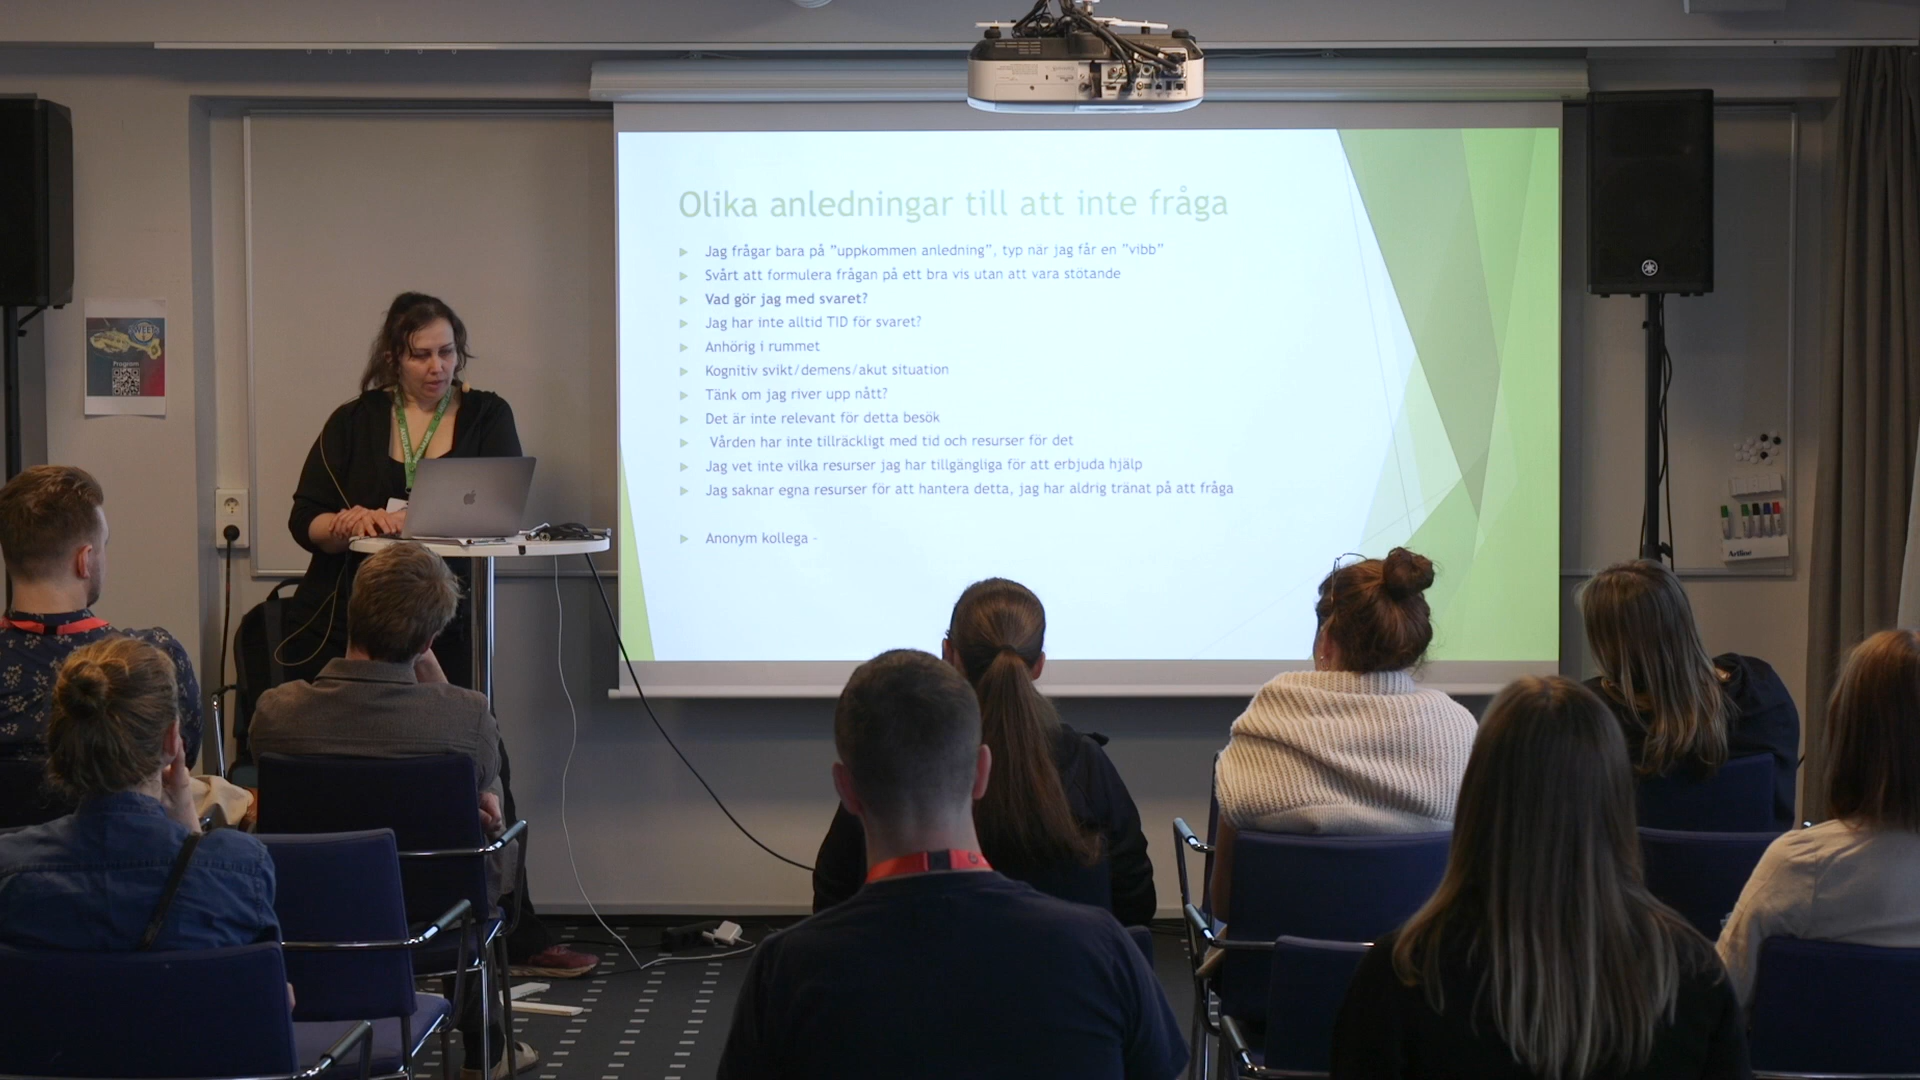 Olika anledningar till att inte fråga
Jag frågar bara på ”uppkommen anledning”, typ när jag får en ”vibb”
Svårt att formulera frågan på ett bra vis utan att vara stötande
Vad gör jag med svaret?
Jag har inte alltid TID för svaret?
Anhörig i rummet
Kognitiv svikt/demens/akut situation
Tänk om jag river upp nått?
Det är inte relevant för detta besök
Vården har inte tillräckligt med tid och resurser för det
Jag vet inte vilka resurser jag har tillgängliga för att erbjuda hjälp
Jag saknar egna resurser för att hantera detta, jag har aldrig tränat på att fråga
Anonym kollega –
Program
Artline